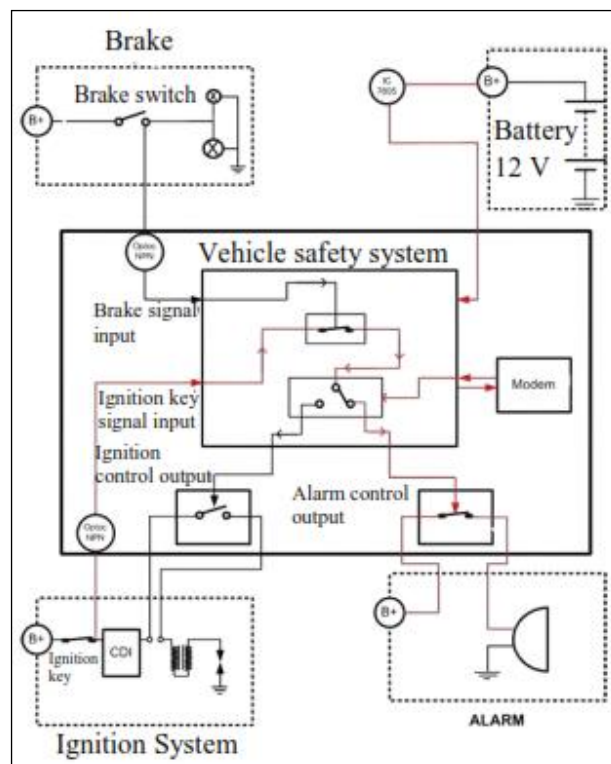 Brake
Brake switch
B+
IC
7805
B+
Battery
12 V
Optoc
NPN
Vehicle safety system
Brake signal
input
Ignition key
signal input
Modem
Ignition
control output
Alarm control
output
Optoc
NPN
B+
Ignition
key
CDI
B+
Ignition System
ALARM